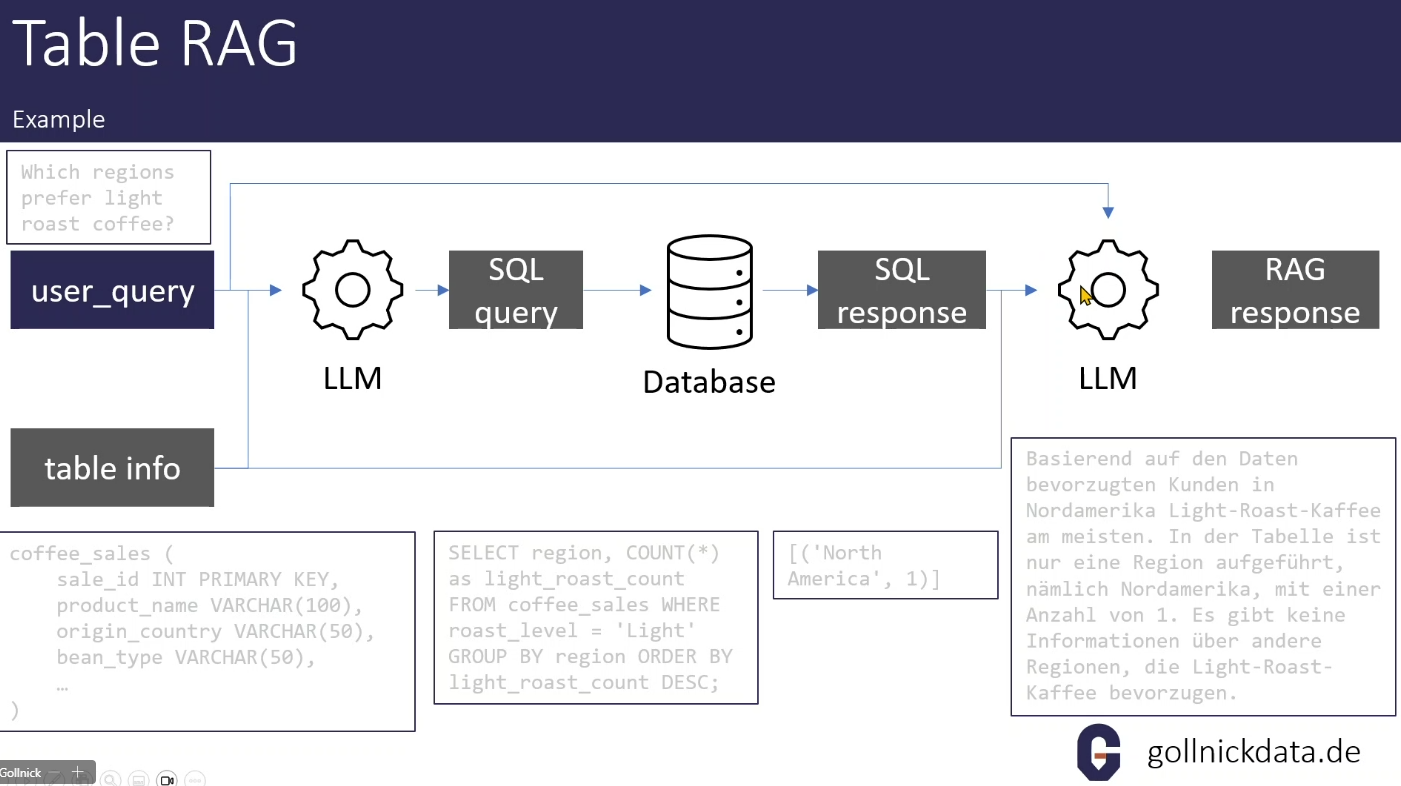 Table RAG
Example
Which regions
prefer light
roast coffee?
user_query
LLM
SQL
query
Database
SQL
response
LLM
RAG
response
table info
coffee_sales (
sale_id INT PRIMARY KEY,
product_name VARCHAR(100),
origin_country VARCHAR(50),
bean_type VARCHAR(50),
…
)
SELECT region, COUNT(*)
as light_roast_count
FROM coffee_sales WHERE
roast_level = 'Light'
GROUP BY region ORDER BY
light_roast_count DESC;
[('North
America', 1)]
Basierend auf den Daten
bevorzugten Kunden in
Nordamerika Light-Roast-Kaffee
am meisten. In der Tabelle ist
nur eine Region aufgeführt,
nämlich Nordamerika, mit einer
Anzahl von 1. Es gibt keine
Informationen über andere
Regionen, die Light-Roast-
Kaffee bevorzugen.
gollnickdata.de
Gollnick